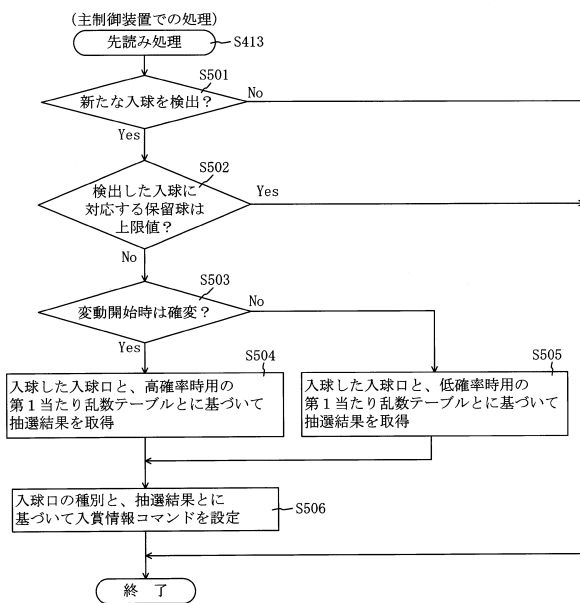 (主制御装置での処理)
先読み処理
S413
S501
新たな入球を検出？
No
Yes
S502
検出した入球に
対応する保留球は
上限値？
Yes
No
S503
変動開始時は確変？
No
Yes
S504
入球した入球口と、高確率時用の
第１当たり乱数テーブルとに基づいて
抽選結果を取得
S505
入球した入球口と、低確率時用の
第１当たり乱数テーブルとに基づいて
抽選結果を取得
入球口の種別と、抽選結果とに
基づいて入賞情報コマンドを設定
S506
終 了